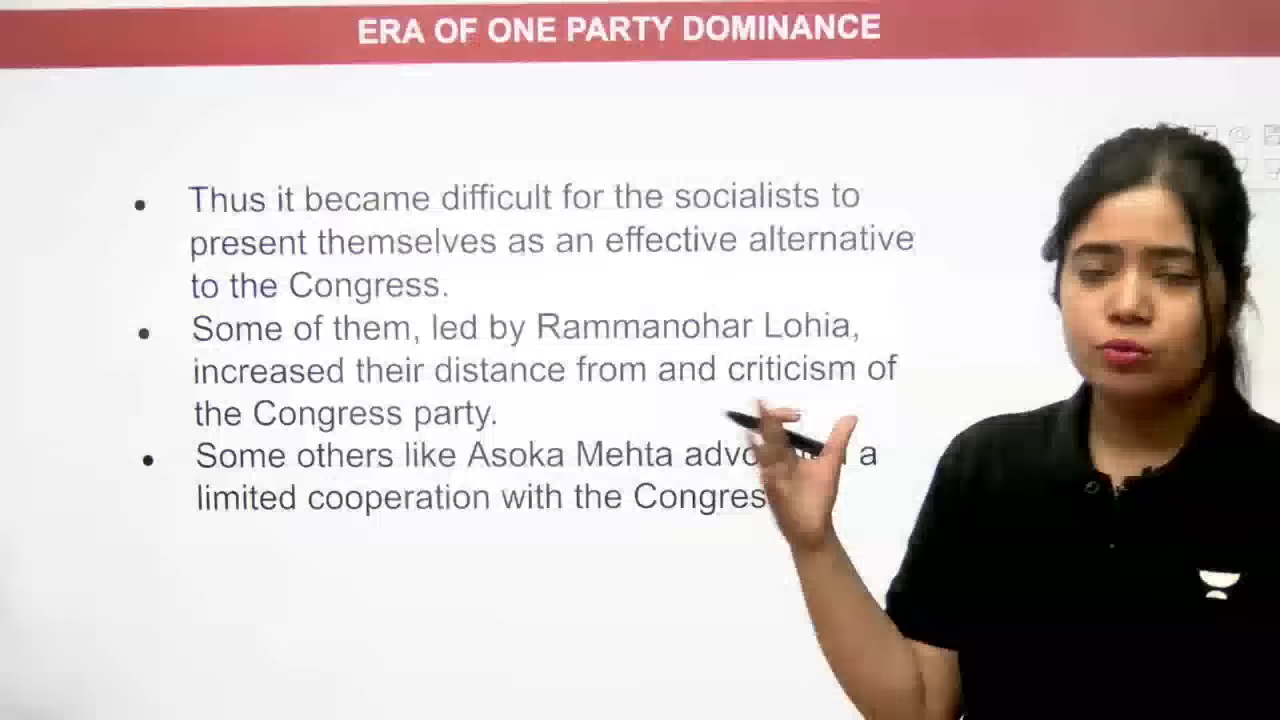 ERA OF ONE PARTY DOMINANCE
• Thus it became difficult for the socialists to
present themselves as an effective alternative
to the Congress.
• Some of them, led by Rammanohar Lohia,
increased their distance from and criticism of
the Congress party.
• Some others like Asoka Mehta a
limited cooperation with the